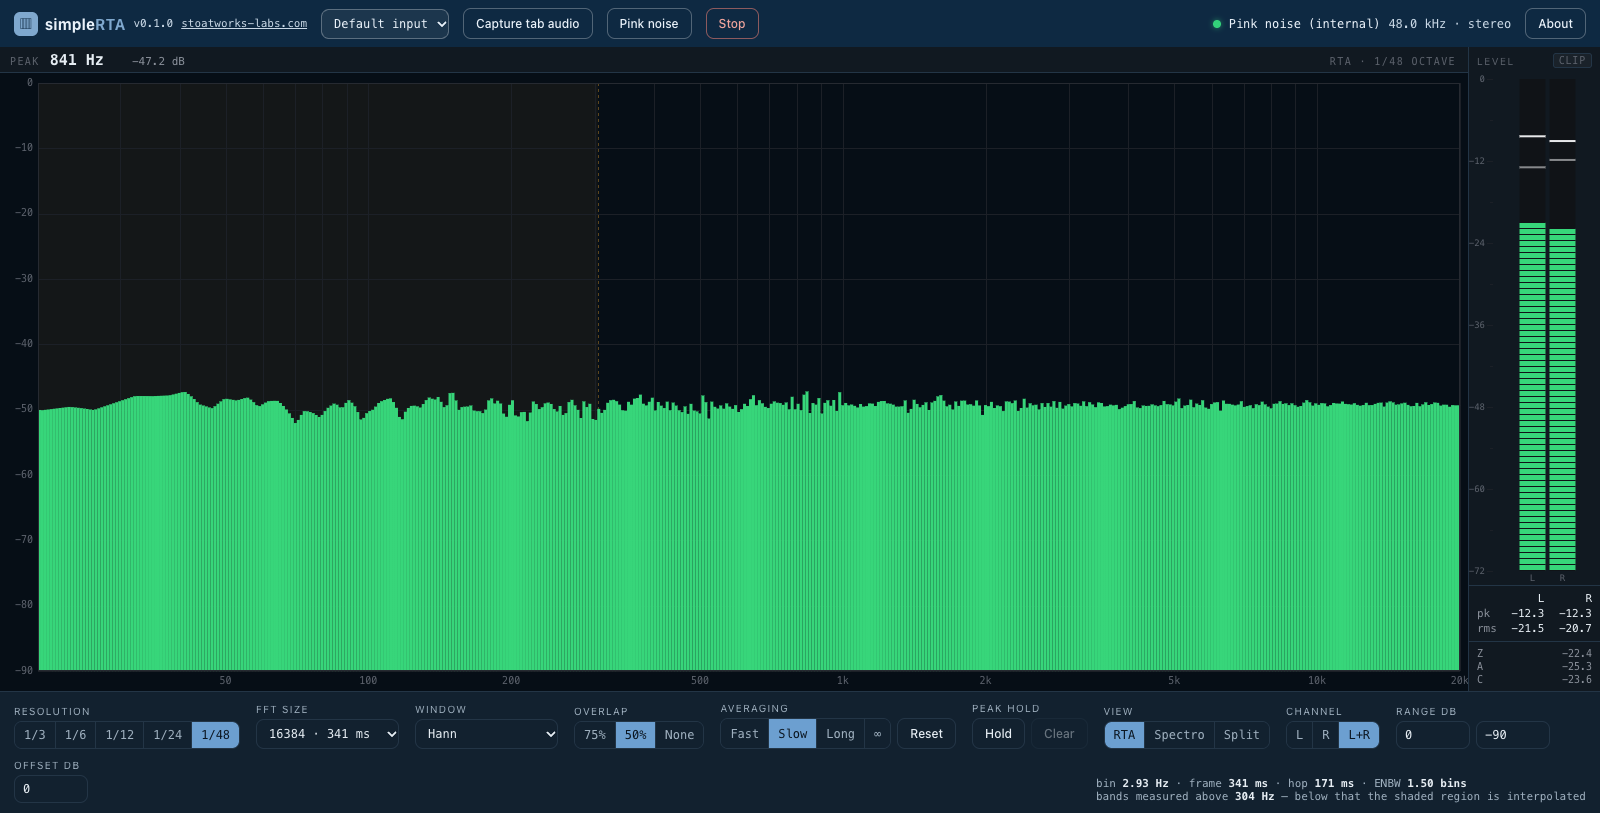 simpleRTA v0.1.0 stoatworks-labs.com Default input Capture tab audio Pink noise Stop Pink noise (internal) 48.0 kHz · stereo About
PEAK 841 Hz −47.2 dB RTA · 1/48 OCTAVE LEVEL CLIP
0
−10
−20
−30
−40
−50
−60
−70
−80
−90
50 100 200 500 1k 2k 5k 10k 20k
0
−12
−24
−36
−48
−60
−72
L R
L R
pk −12.3 −12.3
rms −21.5 −20.7
Z −22.4
A −25.3
C −23.6
RESOLUTION FFT SIZE WINDOW OVERLAP AVERAGING PEAK HOLD VIEW CHANNEL RANGE DB
1/3 1/6 1/12 1/24 1/48 16384 · 341 ms Hann 75% 50% None Fast Slow Long ∞ Reset Hold Clear RTA Spectro Split L R L+R 0 −90
OFFSET DB
0
bin 2.93 Hz · frame 341 ms · hop 171 ms · ENBW 1.50 bins
bands measured above 304 Hz — below that the shaded region is interpolated